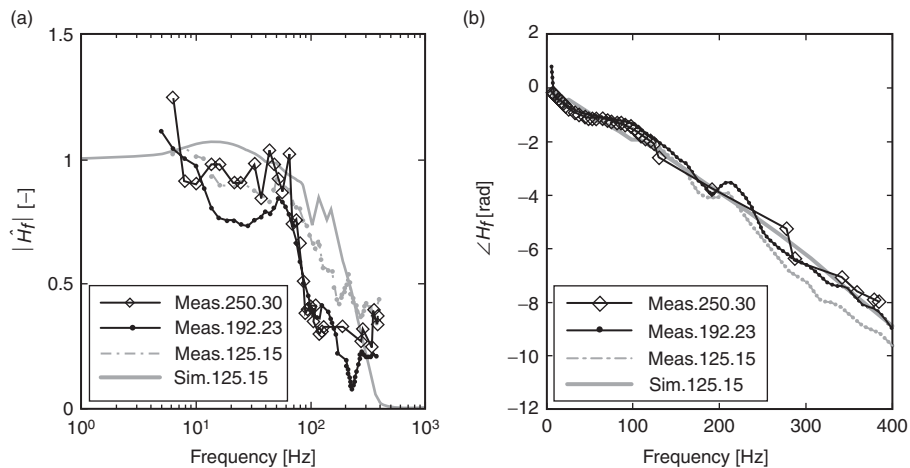 (a)
1.5
1
0.5
0
|Ĥf| [–]
Meas.250.30
Meas.192.23
Meas.125.15
Sim.125.15
10⁰ 10¹ 10² 10³
Frequency [Hz]
(b)
2
0
−2
−4
−6
−8
−10
−12
∠Hf [rad]
Meas.250.30
Meas.192.23
Meas.125.15
Sim.125.15
0 100 200 300 400
Frequency [Hz]